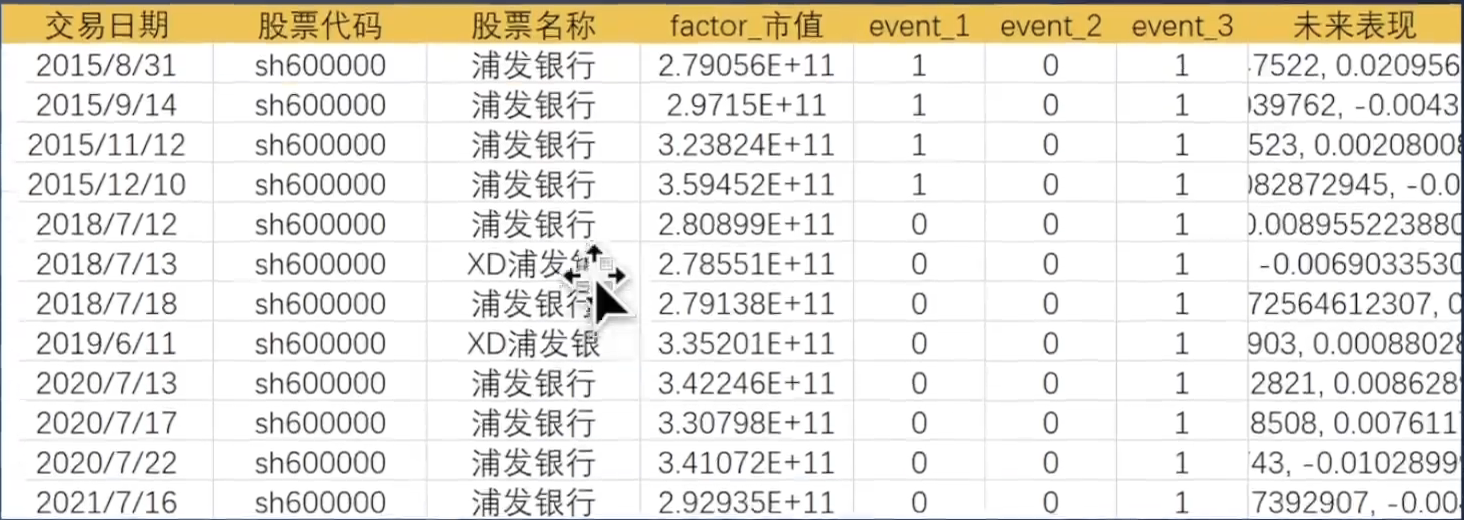 交易日期 股票代码 股票名称 factor_市值 event_1 event_2 event_3 未来表现
2015/8/31 sh600000 浦发银行 2.79056E+11 1 0 1 7522, 0.020956
2015/9/14 sh600000 浦发银行 2.9715E+11 1 0 1 39762, -0.0043
2015/11/12 sh600000 浦发银行 3.23824E+11 1 0 1 523, 0.0020800
2015/12/10 sh600000 浦发银行 3.59452E+11 1 0 1 082872945, -0.0
2018/7/12 sh600000 浦发银行 2.80899E+11 0 0 1 0.008955223880
2018/7/13 sh600000 XD浦发银 2.78551E+11 0 0 1 -0.0069033530
2018/7/18 sh600000 浦发银行 2.79138E+11 0 0 1 72564612307, 0
2019/6/11 sh600000 XD浦发银 3.35201E+11 0 0 1 903, 0.00088028
2020/7/13 sh600000 浦发银行 3.42246E+11 0 0 1 2821, 0.008628
2020/7/17 sh600000 浦发银行 3.30798E+11 0 0 1 8508, 0.007611
2020/7/22 sh600000 浦发银行 3.41072E+11 0 0 1 43, -0.0102899
2021/7/16 sh600000 浦发银行 2.92935E+11 0 0 1 7392907, -0.00